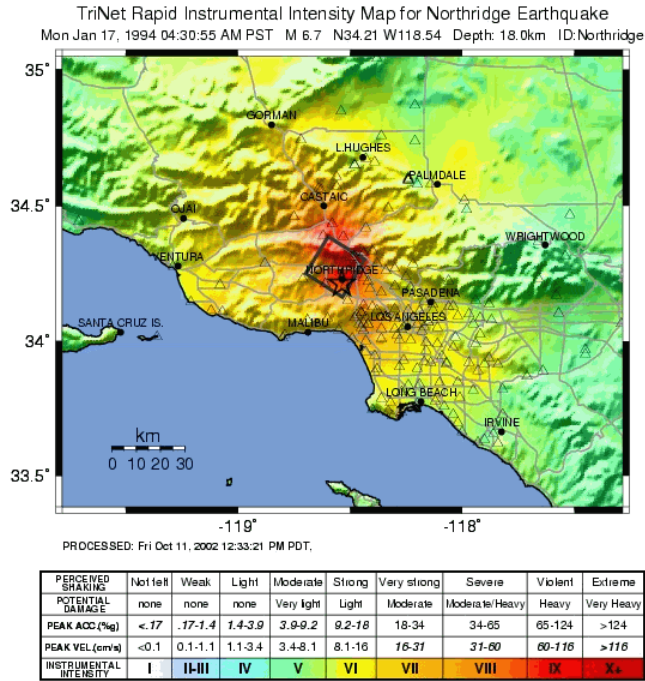 TriNet Rapid Instrumental Intensity Map for Northridge Earthquake
Mon Jan 17, 1994 04:30:55 AM PST M 6.7 N34.21 W118.54 Depth: 18.0km ID:Northridge
35°
GORMAN
L.HUGHES
PALMDALE
34.5°
CASTAIC
OJAI
WRIGHTWOOD
VENTURA
NORTHRIDGE
PASADENA
SANTA CRUZ IS.
MALIBU
LOS ANGELES
34°
LONG BEACH
IRVINE
km
0 10 20 30
33.5°
-119° -118°
PROCESSED: Fri Oct 11, 2002 12:33:21 PM PDT,
PERCEIVED SHAKING Not felt Weak Light Moderate Strong Very strong Severe Violent Extreme
POTENTIAL DAMAGE none none none Very light Light Moderate Moderate/Heavy Heavy Very Heavy
PEAK ACC.(%g) <.17 .17-1.4 1.4-3.9 3.9-9.2 9.2-18 18-34 34-65 65-124 >124
PEAK VEL.(cm/s) <0.1 0.1-1.1 1.1-3.4 3.4-8.1 8.1-16 16-31 31-60 60-116 >116
INSTRUMENTAL INTENSITY I II-III IV V VI VII VIII IX X+